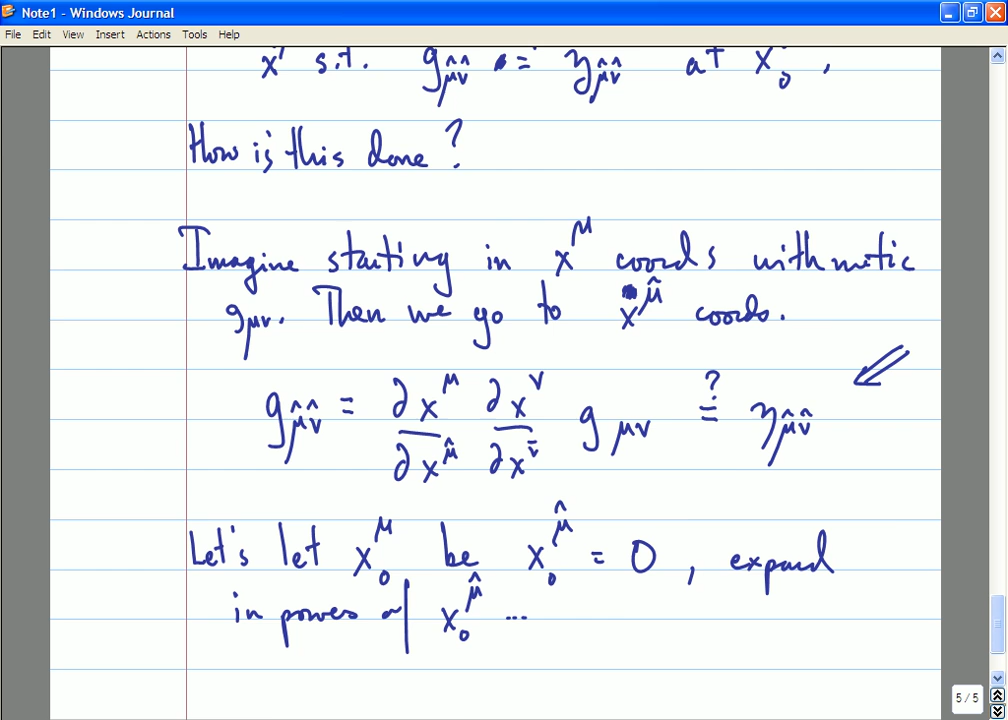 Note1 - Windows Journal
File Edit View Insert Actions Tools Help
x' s.t. g_{μ̂ν̂} = η_{μ̂ν̂} at x_0,
How is this done?
Imagine starting in x^μ coords with metic
g_{μν}. Then we go to x^{μ̂} coords.
g_{μ̂ν̂} = ∂x^μ/∂x^{μ̂} ∂x^ν/∂x^{ν̂} g_{μν} =^? η_{μ̂ν̂}
Let's let x_0^μ be x_0^{μ̂} = 0, expand
in powers of x_0^{μ̂} ...
5 / 5